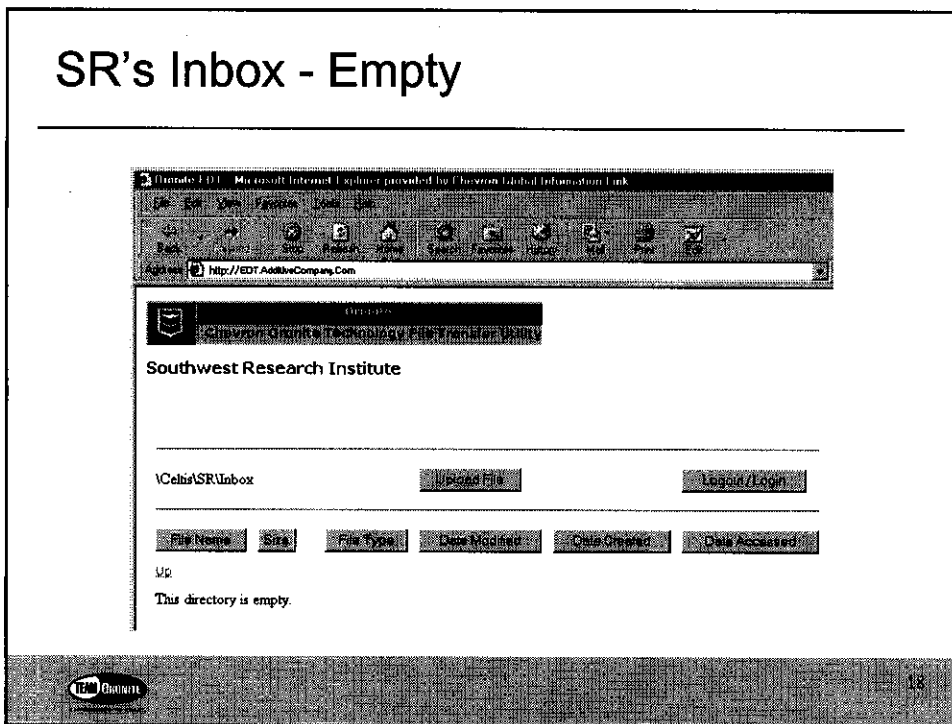 SR's Inbox - Empty
Oronite EDT - Microsoft Internet Explorer provided by Chevron Global Information Link
File Edit View Favorites Tools Help
Back Stop Refresh Home Search Favorites History Mail Print Edit
Address http://EDT.AdditiveCompany.Com
Oronite
Chevron Oronite Technology File Transfer Utility
Southwest Research Institute
\Celtis\SR\Inbox Upload File Logout/Login
File Name Size File Type Date Modified Date Created Date Accessed
Up
This directory is empty.
TEAM ORONITE
18